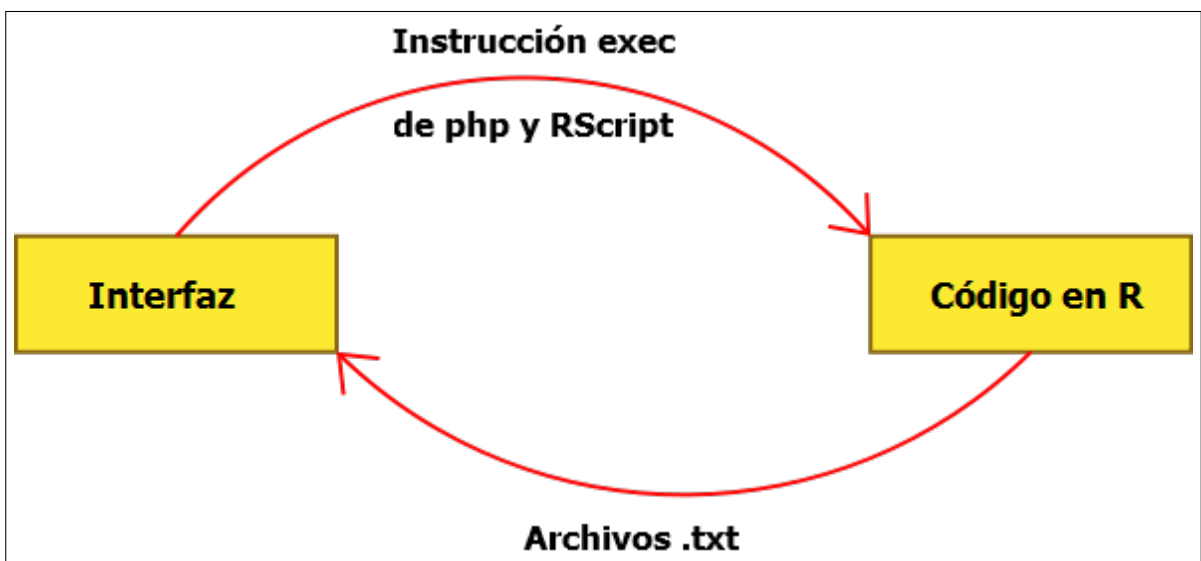 Instrucción exec
de php y RScript
Interfaz
Código en R
Archivos .txt